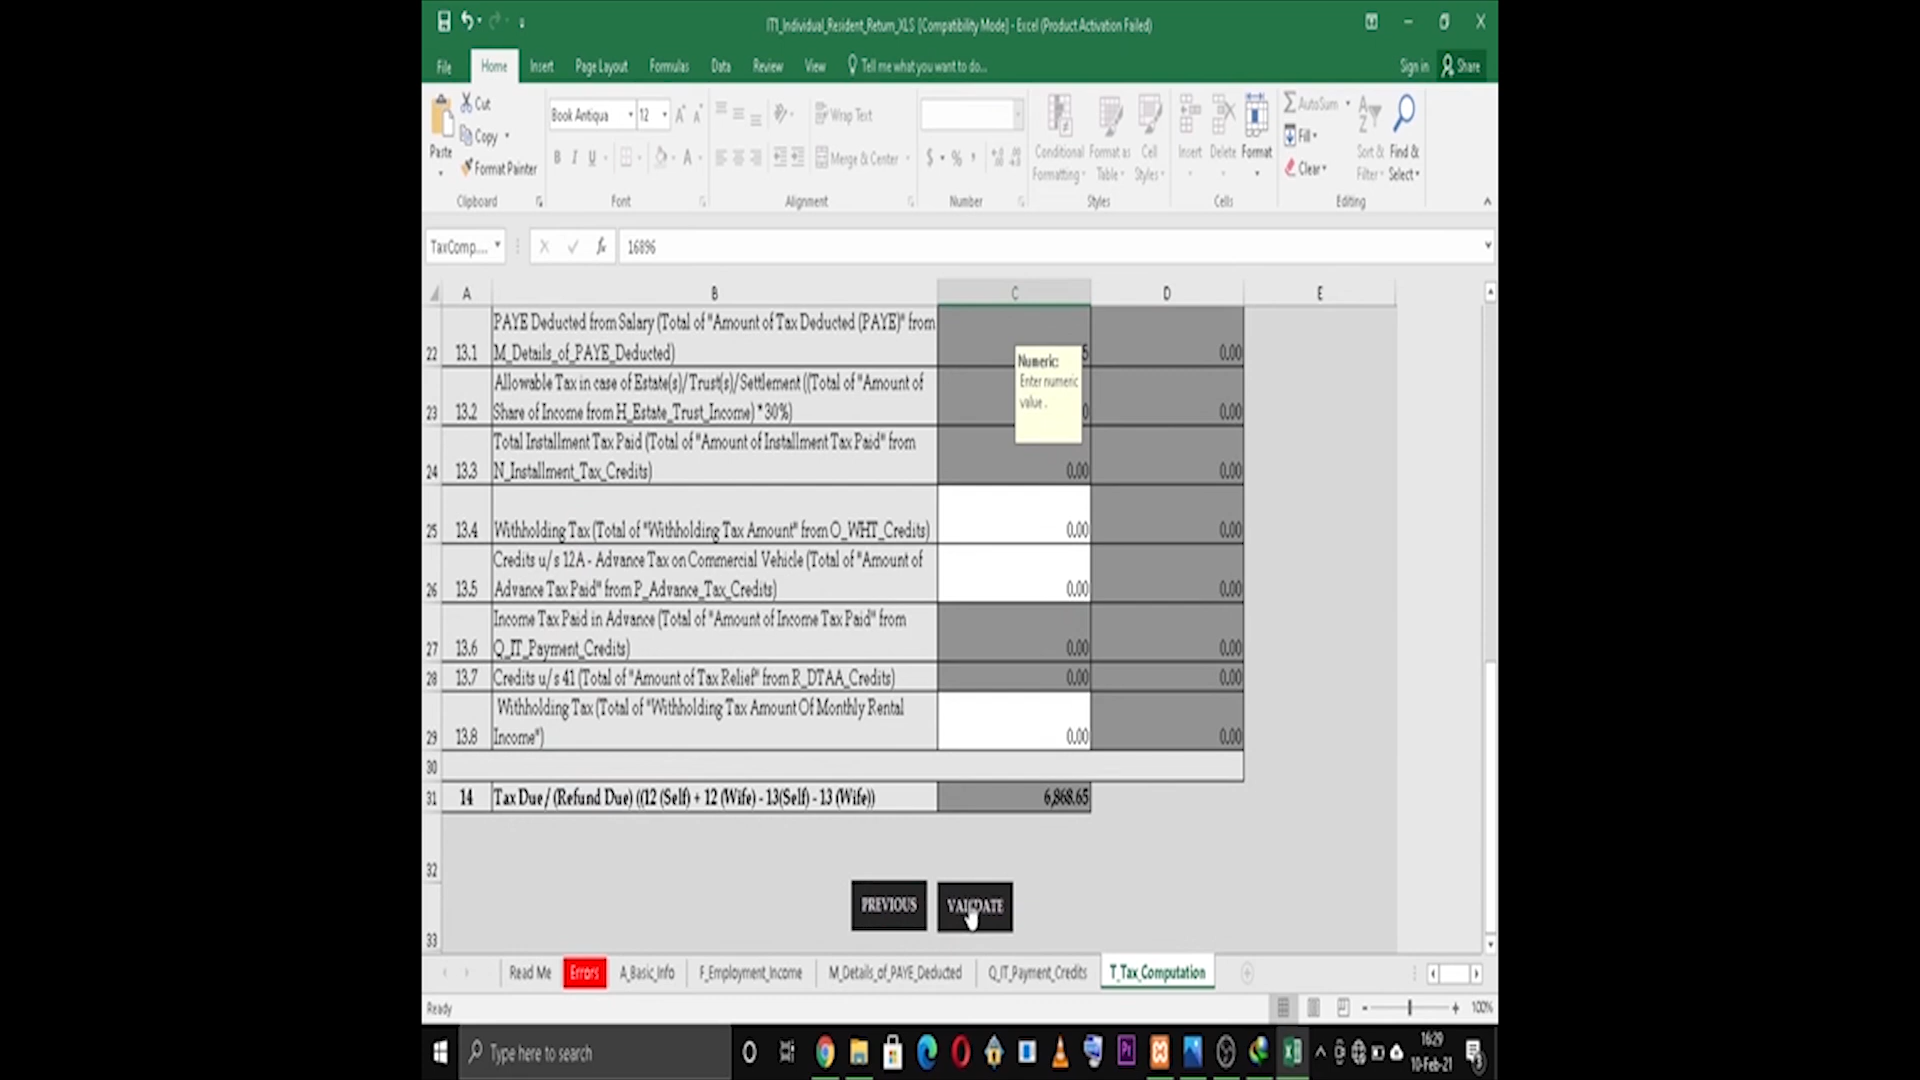 IT1_Individual_Resident_Return_XLS [Compatibility Mode] - Excel (Product Activation Failed)
File Home Insert Page Layout Formulas Data Review View Tell me what you want to do... Sign in Share
Paste Cut Copy Format Painter
Book Antiqua 12
Wrap Text Merge & Center
Conditional Formatting Format as Table Cell Styles
Insert Delete Format
AutoSum Fill Clear Sort & Filter Find & Select
Clipboard Font Alignment Number Styles Cells Editing
TaxComp.... fx 16896
A B C D E
PAYE Deducted from Salary (Total of "Amount of Tax Deducted (PAYE)" from
22 13.1 M_Details_of_PAYE_Deducted) 5 0.00
Numeric:
Enter numeric
value .
Allowable Tax in case of Estate(s)/Trust(s)/Settlement ((Total of "Amount of
23 13.2 Share of Income from H_Estate_Trust_Income) * 30%) 0 0.00
Total Installment Tax Paid (Total of "Amount of Installment Tax Paid" from
24 13.3 N_Installment_Tax_Credits) 0.00 0.00
25 13.4 Withholding Tax (Total of "Withholding Tax Amount" from O_WHT_Credits) 0.00 0.00
Credits u/s 12A - Advance Tax on Commercial Vehicle (Total of "Amount of
26 13.5 Advance Tax Paid" from P_Advance_Tax_Credits) 0.00 0.00
Income Tax Paid in Advance (Total of "Amount of Income Tax Paid" from
27 13.6 Q_IT_Payment_Credits) 0.00 0.00
28 13.7 Credits u/s 41 (Total of "Amount of Tax Relief" from R_DTAA_Credits) 0.00 0.00
Withholding Tax (Total of "Withholding Tax Amount Of Monthly Rental
29 13.8 Income") 0.00 0.00
30
31 14 Tax Due / (Refund Due) ((12 (Self) + 12 (Wife) - 13(Self) - 13 (Wife)) 6,868.65
32
PREVIOUS VALIDATE
33
Read Me Errors A_Basic_Info F_Employment_Income M_Details_of_PAYE_Deducted Q_IT_Payment_Credits T_Tax_Computation
Ready 100%
Type here to search
16:29
10-Feb-21